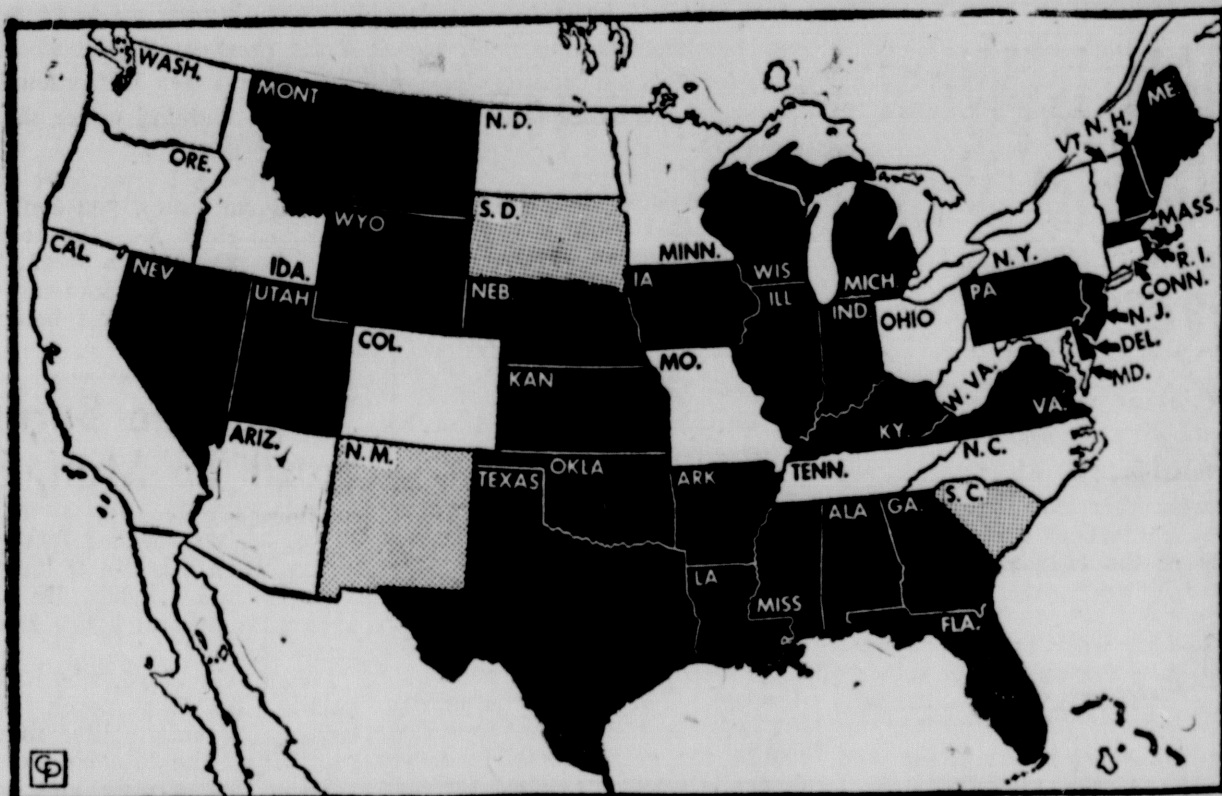 WASH.
MONT
N.D.
ME.
VT.
N.H.
ORE.
WYO
S.D.
MINN.
MASS.
CAL.
NEV
IDA.
UTAH
NEB
IA
WIS
MICH.
N.Y.
R.I.
CONN.
ILL
IND.
OHIO
PA
N.J.
COL.
KAN
MO.
DEL.
W. VA.
MD.
VA.
KY.
ARIZ.
N.M.
TEXAS
OKLA
ARK
TENN.
N.C.
ALA
GA.
S.C.
LA
MISS
FLA.
CP